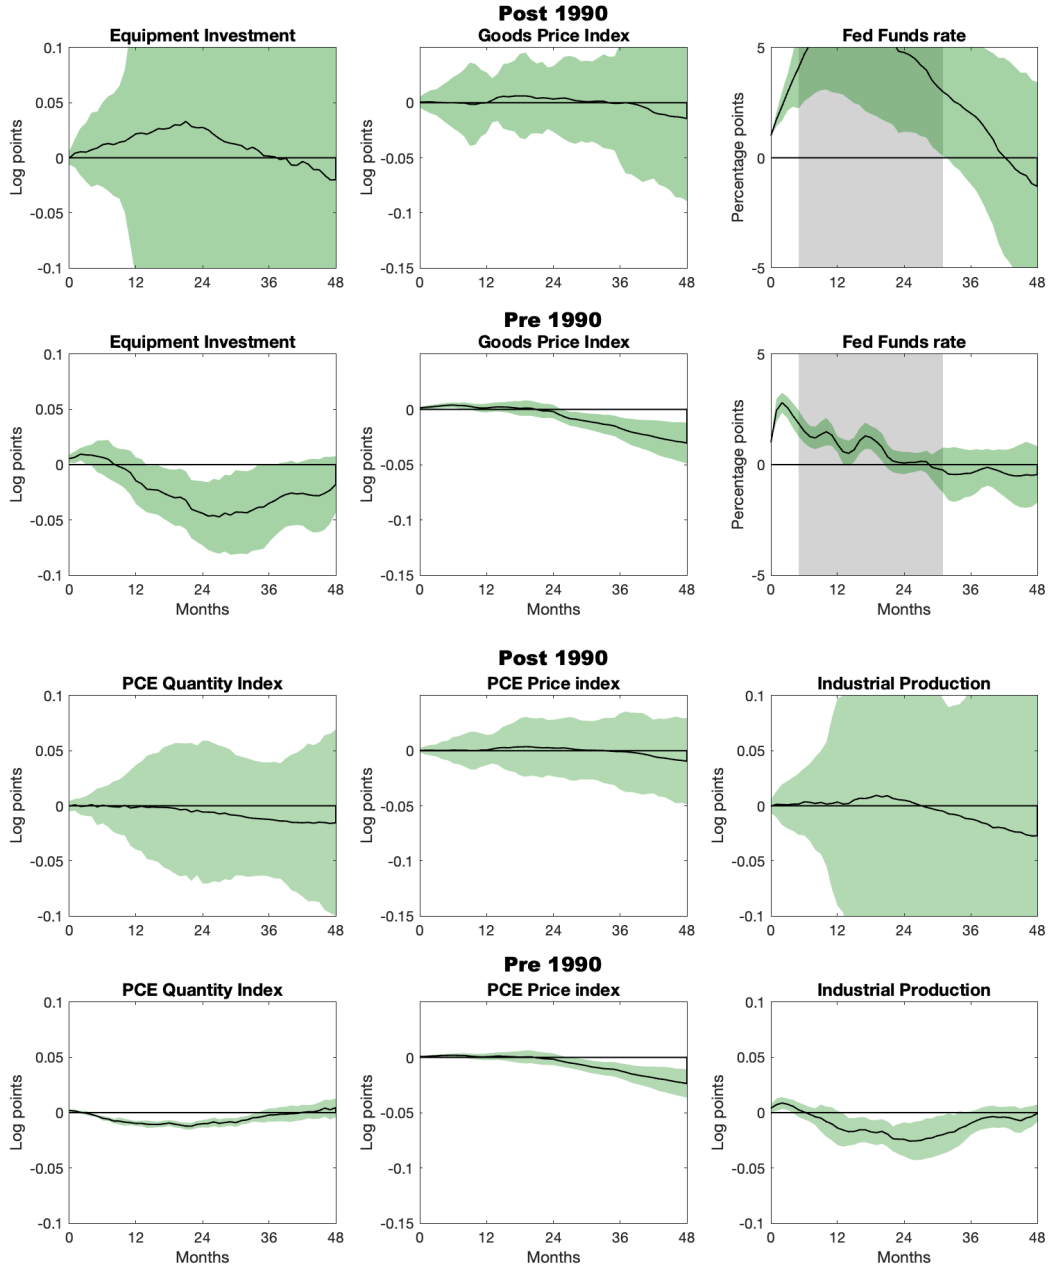 Post 1990
Equipment Investment
Goods Price Index
Fed Funds rate
Log points
0.1
0.05
0
-0.05
-0.1
0 12 24 36 48
Log points
0.1
0
-0.05
-0.1
-0.15
0 12 24 36 48
Percentage points
5
0
-5
0 12 24 36 48
Pre 1990
Equipment Investment
Goods Price Index
Fed Funds rate
Log points
0.1
0.05
0
-0.05
-0.1
0 12 24 36 48
Months
Log points
0
-0.05
-0.1
-0.15
0 12 24 36 48
Months
Percentage points
5
0
-5
0 12 24 36 48
Months
Post 1990
PCE Quantity Index
PCE Price index
Industrial Production
Log points
0.1
0.05
0
-0.05
-0.1
0 12 24 36 48
Log points
0
-0.05
-0.1
-0.15
0 12 24 36 48
Log points
0.1
0.05
0
-0.05
-0.1
0 12 24 36 48
Pre 1990
PCE Quantity Index
PCE Price index
Industrial Production
Log points
0.1
0.05
0
-0.05
-0.1
0 12 24 36 48
Months
Log points
0
-0.05
-0.1
-0.15
0 12 24 36 48
Months
Log points
0.1
0.05
0
-0.05
-0.1
0 12 24 36 48
Months